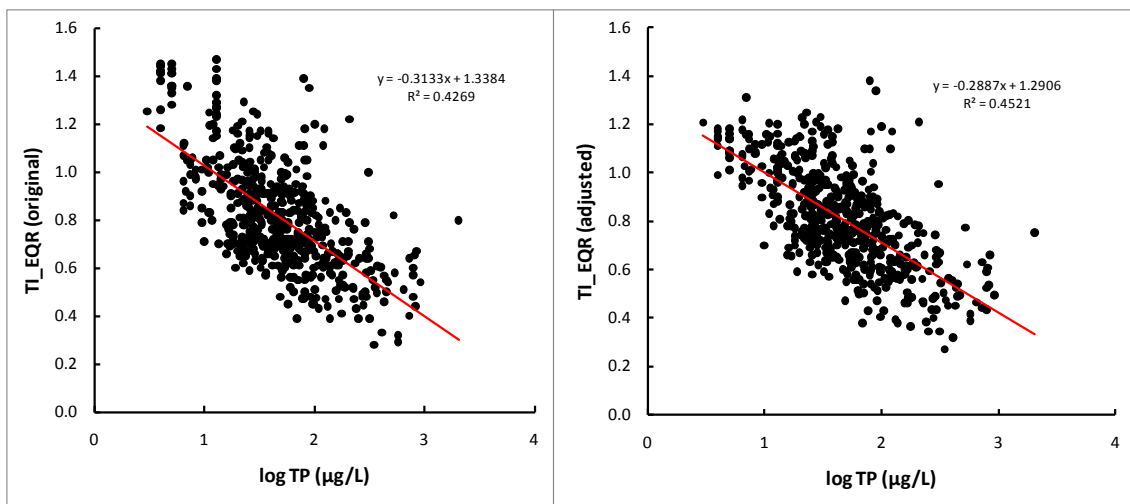 1.6
1.4
1.2
1.0
0.8
0.6
0.4
0.2
0.0
TI_EQR (original)
y = -0.3133x + 1.3384
R² = 0.4269
0 1 2 3 4
log TP (µg/L)
1.6
1.4
1.2
1.0
0.8
0.6
0.4
0.2
0.0
TI_EQR (adjusted)
y = -0.2887x + 1.2906
R² = 0.4521
0 1 2 3 4
log TP (µg/L)